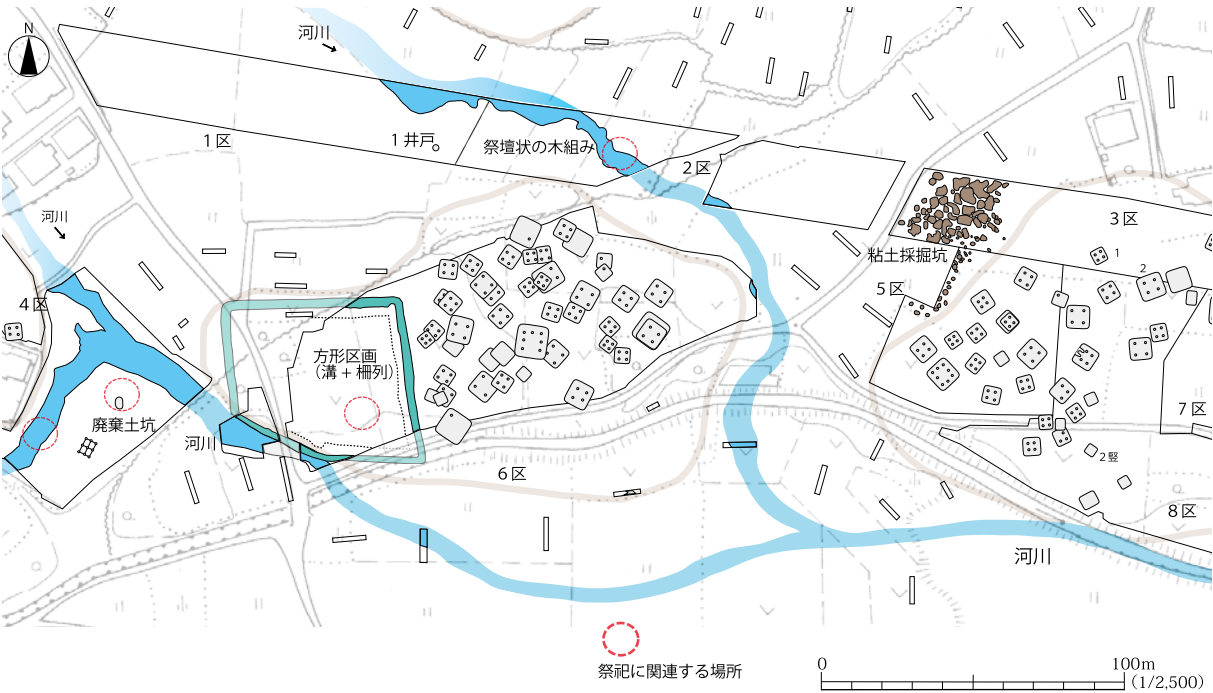 N
河川
1区
1井戸
祭壇状の木組み
2区
3区
粘土採掘坑
1
2
河川
5区
4区
方形区画
（溝＋柵列）
0
廃棄土坑
河川
7区
2竪
6区
8区
河川
祭祀に関連する場所
0
100m
(1/2,500)